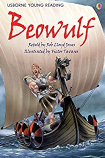 USBORNE YOUNG READING
Beowulf
Retold by Rob Lloyd Jones
Illustrated by Victor Tavares